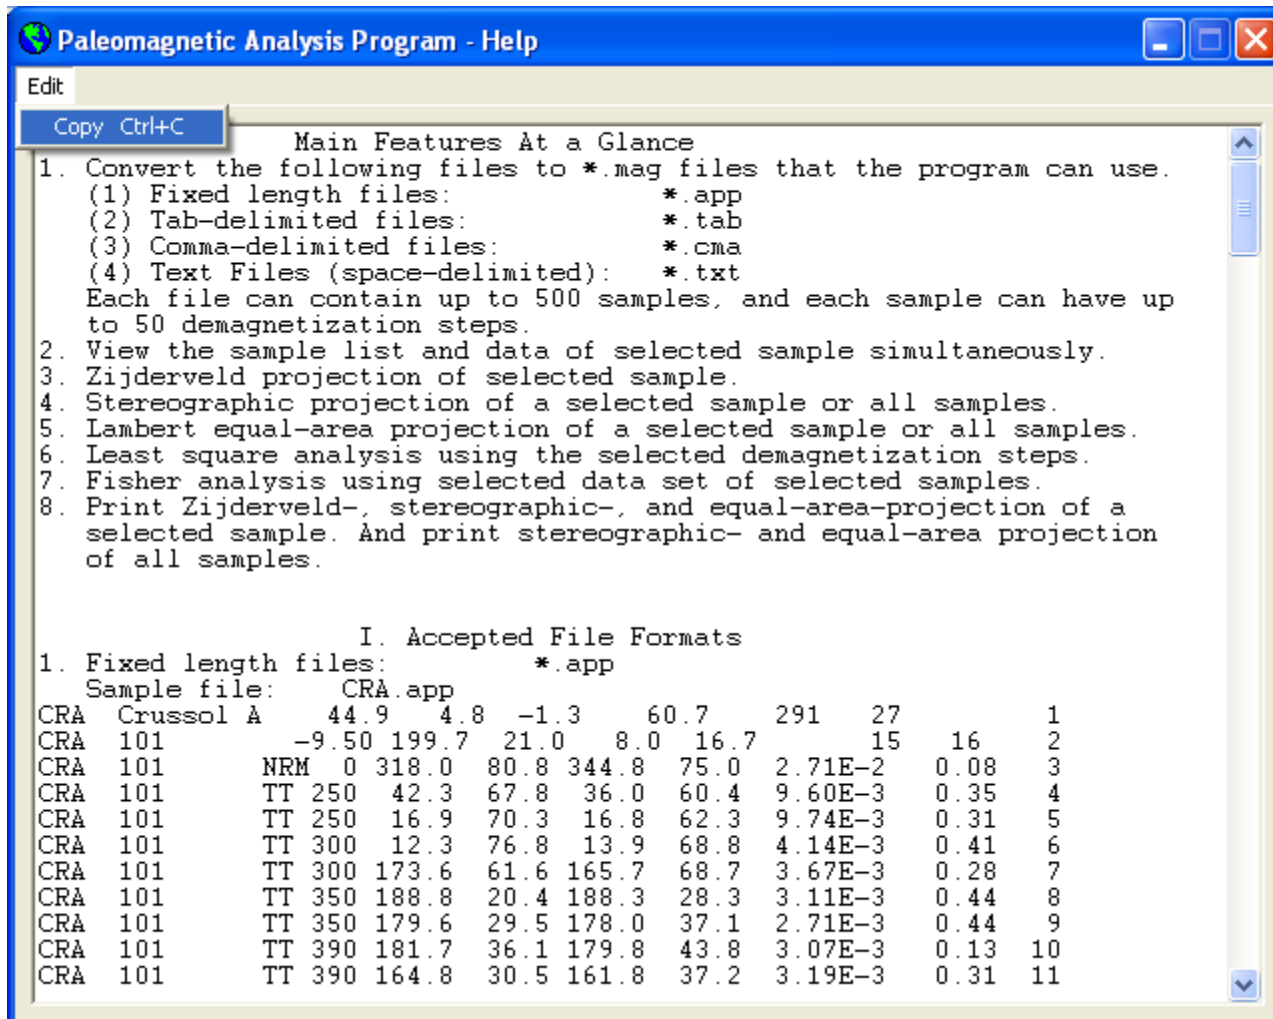 Paleomagnetic Analysis Program - Help
Edit
Copy Ctrl+C
Main Features At a Glance
1. Convert the following files to *.mag files that the program can use.
(1) Fixed length files: *.app
(2) Tab-delimited files: *.tab
(3) Comma-delimited files: *.cma
(4) Text Files (space-delimited): *.txt
Each file can contain up to 500 samples, and each sample can have up
to 50 demagnetization steps.
2. View the sample list and data of selected sample simultaneously.
3. Zijderveld projection of selected sample.
4. Stereographic projection of a selected sample or all samples.
5. Lambert equal-area projection of a selected sample or all samples.
6. Least square analysis using the selected demagnetization steps.
7. Fisher analysis using selected data set of selected samples.
8. Print Zijderveld-, stereographic-, and equal-area-projection of a
selected sample. And print stereographic- and equal-area projection
of all samples.
I. Accepted File Formats
1. Fixed length files: *.app
Sample file: CRA.app
CRA Crussol A 44.9 4.8 -1.3 60.7 291 27 1
CRA 101 -9.50 199.7 21.0 8.0 16.7 15 16 2
CRA 101 NRM 0 318.0 80.8 344.8 75.0 2.71E-2 0.08 3
CRA 101 TT 250 42.3 67.8 36.0 60.4 9.60E-3 0.35 4
CRA 101 TT 250 16.9 70.3 16.8 62.3 9.74E-3 0.31 5
CRA 101 TT 300 12.3 76.8 13.9 68.8 4.14E-3 0.41 6
CRA 101 TT 300 173.6 61.6 165.7 68.7 3.67E-3 0.28 7
CRA 101 TT 350 188.8 20.4 188.3 28.3 3.11E-3 0.44 8
CRA 101 TT 350 179.6 29.5 178.0 37.1 2.71E-3 0.44 9
CRA 101 TT 390 181.7 36.1 179.8 43.8 3.07E-3 0.13 10
CRA 101 TT 390 164.8 30.5 161.8 37.2 3.19E-3 0.31 11